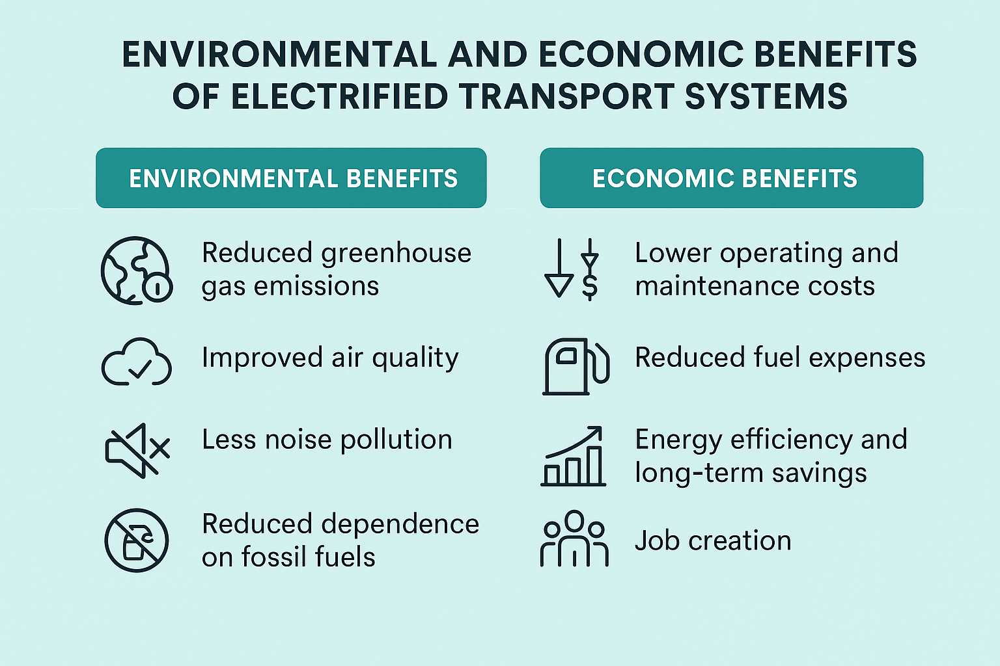 ENVIRONMENTAL AND ECONOMIC BENEFITS
OF ELECTRIFIED TRANSPORT SYSTEMS
ENVIRONMENTAL BENEFITS
Reduced greenhouse
gas emissions
Improved air quality
Less noise pollution
Reduced dependence
on fossil fuels
ECONOMIC BENEFITS
$
Lower operating and
maintenance costs
Reduced fuel expenses
Energy efficiency and
long-term savings
Job creation